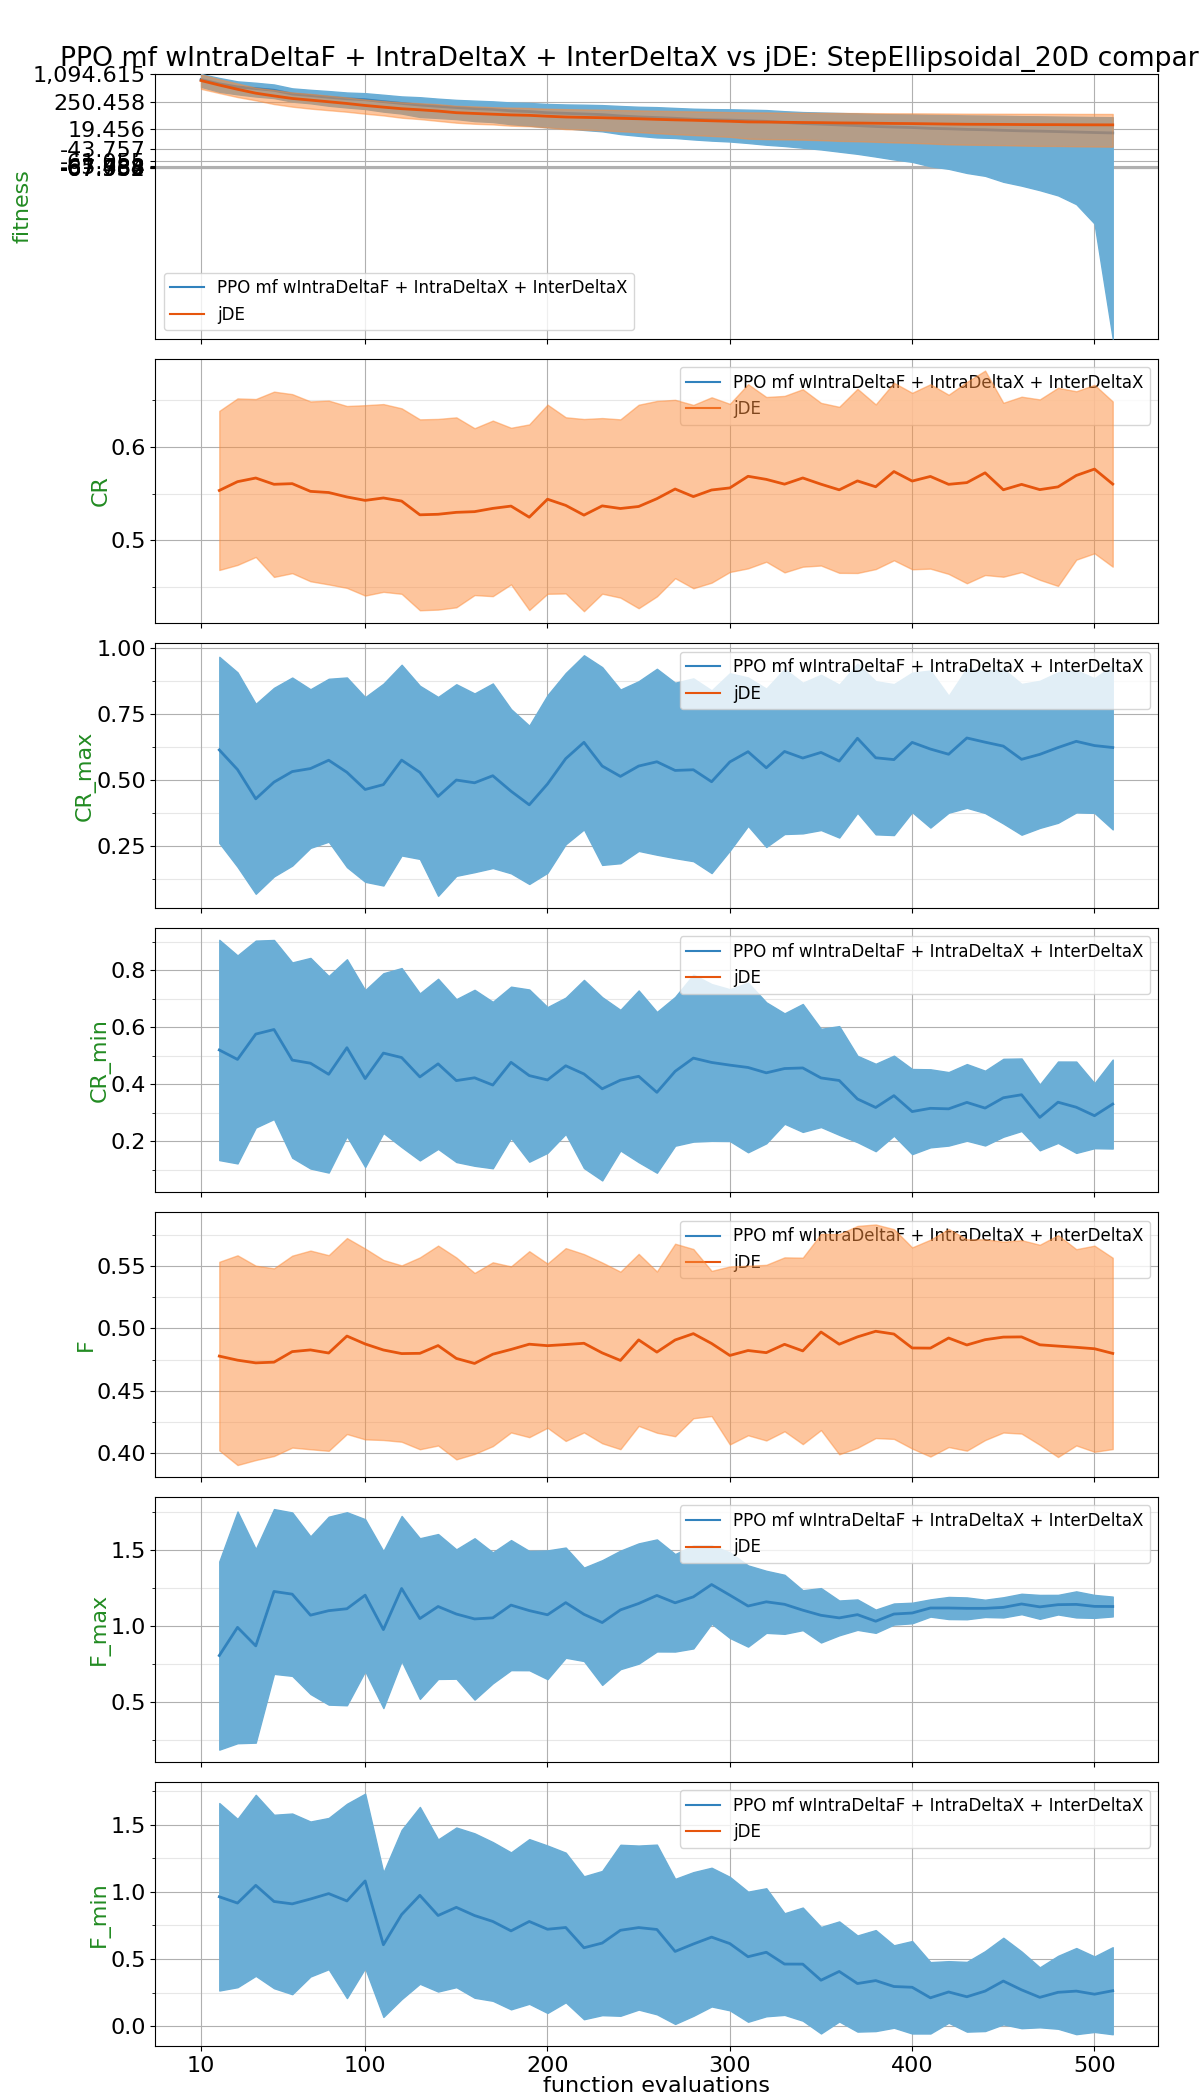 PPO mf wIntraDeltaF + IntraDeltaX + InterDeltaX vs jDE: StepEllipsoidal_20D compar
1,094.615
250.458
19.456
-43.757
fitness
PPO mf wIntraDeltaF + IntraDeltaX + InterDeltaX
jDE
PPO mf wIntraDeltaF + IntraDeltaX + InterDeltaX
jDE
0.6
CR
0.5
1.00
PPO mf wIntraDeltaF + IntraDeltaX + InterDeltaX
jDE
0.75
CR_max
0.50
0.25
PPO mf wIntraDeltaF + IntraDeltaX + InterDeltaX
jDE
0.8
0.6
CR_min
0.4
0.2
PPO mf wIntraDeltaF + IntraDeltaX + InterDeltaX
jDE
0.55
0.50
F
0.45
0.40
PPO mf wIntraDeltaF + IntraDeltaX + InterDeltaX
jDE
1.5
F_max
1.0
0.5
PPO mf wIntraDeltaF + IntraDeltaX + InterDeltaX
jDE
1.5
1.0
F_min
0.5
0.0
10 100 200 300 400 500
function evaluations